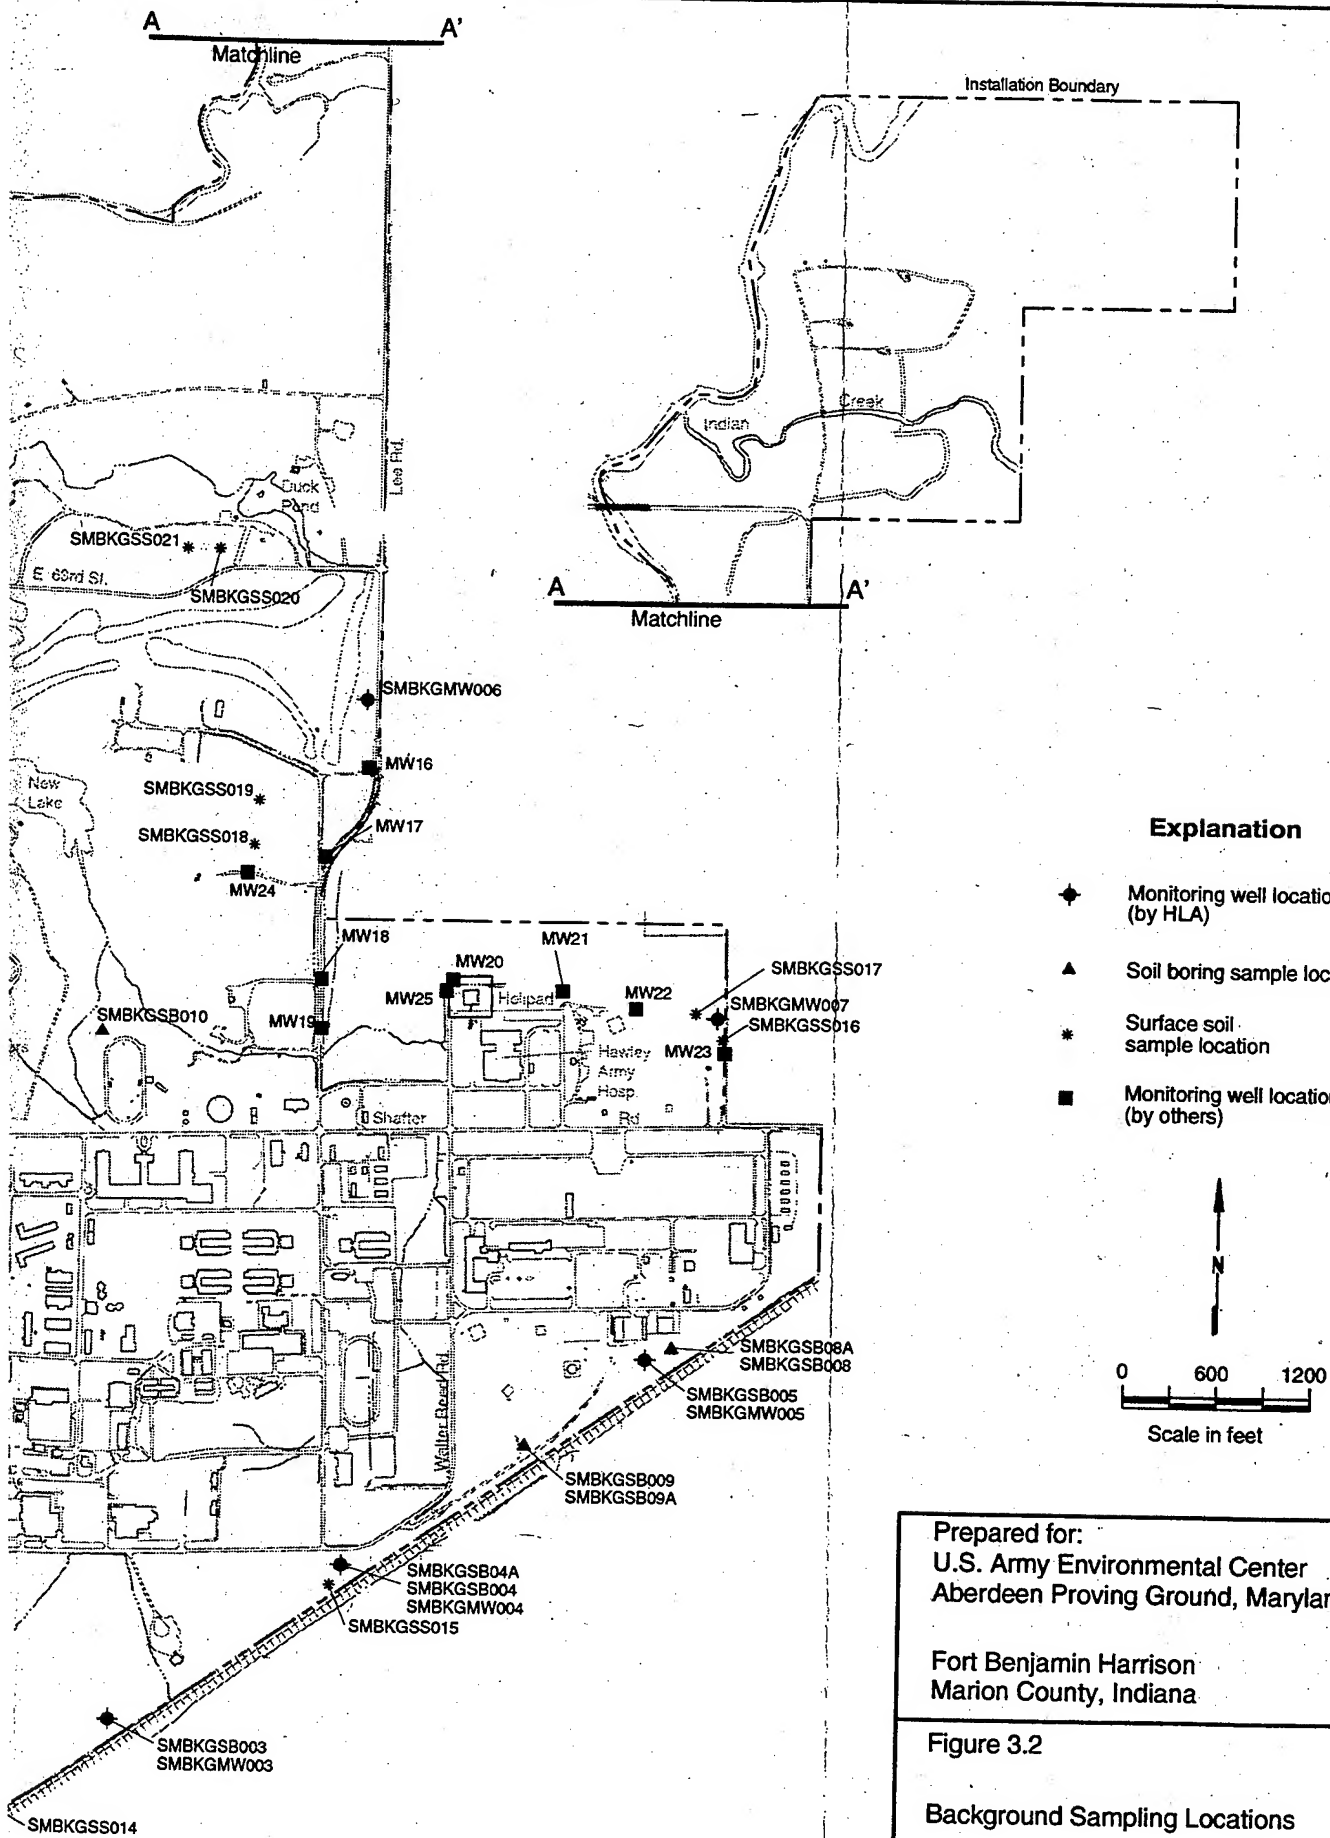 A A'
Matchline
Installation Boundary
Indian Creek
Lee Rd.
Duck
Pond
SMBKGSS021
E 63rd St.
SMBKGSS020
A A'
Matchline
SMBKGMW006
MW16
New
Lake
SMBKGSS019
MW17
SMBKGSS018
MW24
Explanation
Monitoring well locatio
(by HLA)
Soil boring sample loc
Surface soil
sample location
Monitoring well location
(by others)
MW18
MW20
MW21
SMBKGSS017
MW25
Helipad
MW22
SMBKGMW007
SMBKGSB010
MW19
SMBKGSS016
MW23
Hawley
Army
Hosp.
Shafter Rd
N
SMBKGSB08A
SMBKGSB008
Walter Reed Rd.
SMBKGSB005
SMBKGMW005
0 600 1200
Scale in feet
SMBKGSB009
SMBKGSB09A
SMBKGSB04A
SMBKGSB004
SMBKGMW004
SMBKGSS015
SMBKGSB003
SMBKGMW003
SMBKGSS014
Prepared for:
U.S. Army Environmental Center
Aberdeen Proving Ground, Marylan
Fort Benjamin Harrison
Marion County, Indiana
Figure 3.2
Background Sampling Locations